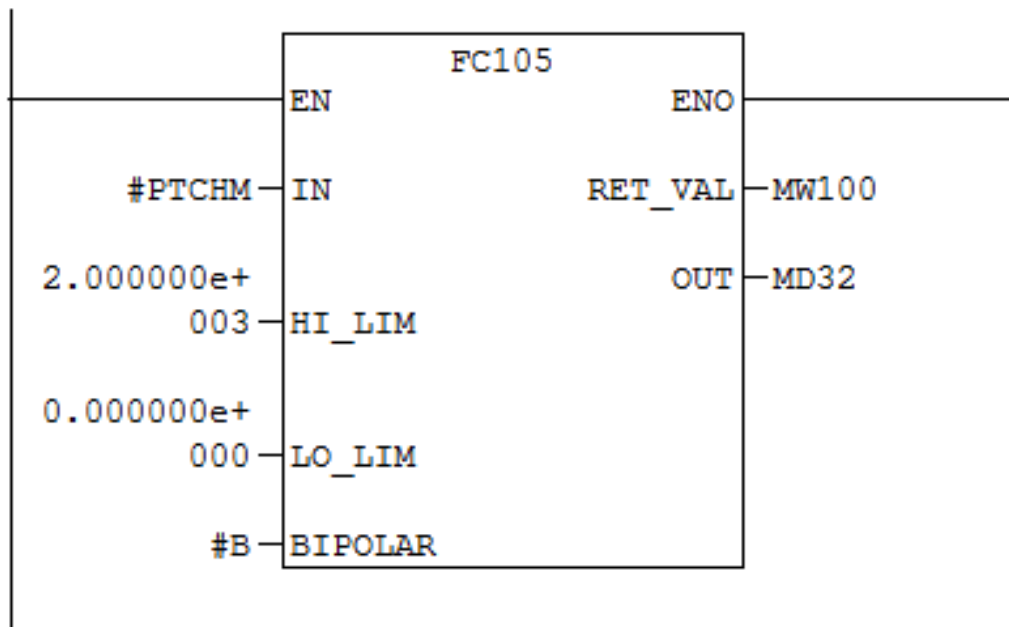 FC105
EN ENO
#PTCHM IN RET_VAL MW100
2.000000e+ OUT MD32
003 HI_LIM
0.000000e+
000 LO_LIM
#B BIPOLAR